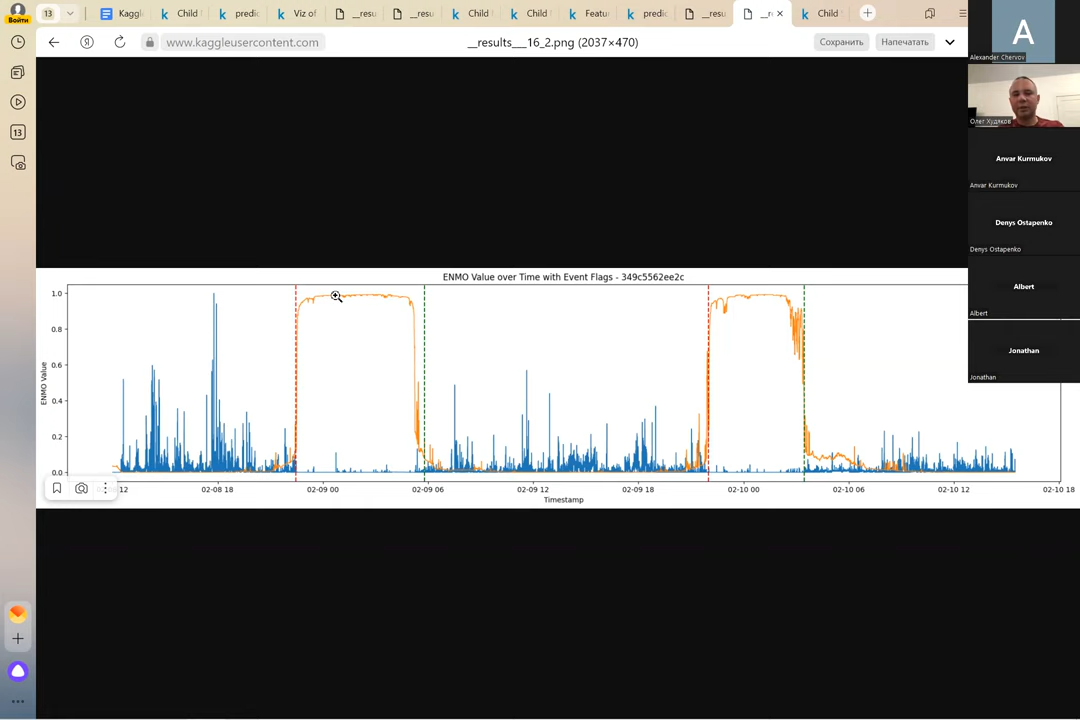 13
Kaggl
Child I
predic
Viz of
__resu
__resu
Child I
Child I
Featu
predic
__resu
__re
Child
Войти
www.kaggleusercontent.com
__results___16_2.png (2037×470)
Сохранить
Напечатать
A
Alexander Chervov
Олег Худяков
Anvar Kurmukov
Anvar Kurmukov
Denys Ostapenko
Denys Ostapenko
Albert
Albert
Jonathan
Jonathan
13
ENMO Value over Time with Event Flags - 349c5562ee2c
1.0
0.8
0.6
0.4
0.2
0.0
ENMO Value
12
02-08 18
02-09 00
02-09 06
02-09 12
02-09 18
02-10 00
02-10 06
02-10 12
02-10 18
Timestamp